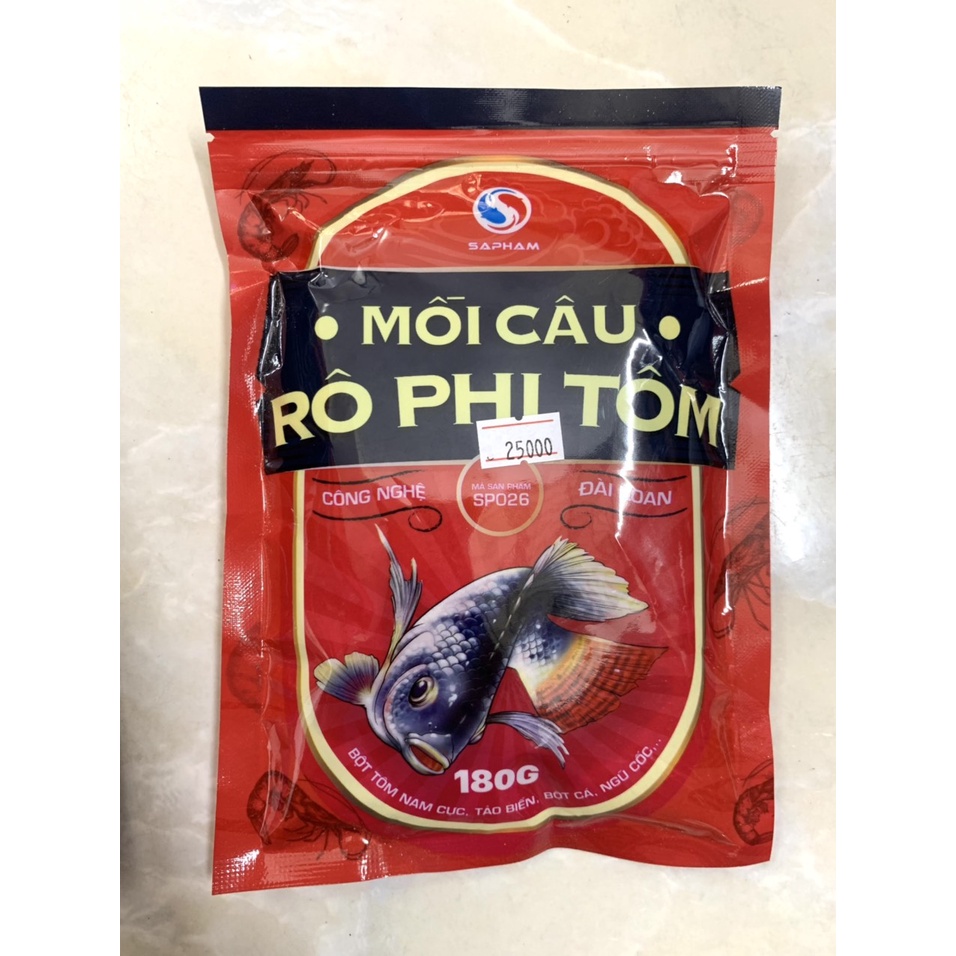 SAPHAM
• MỒI CÂU •
RÔ PHI TÔM
25000
CÔNG NGHỆ
MÃ SẢN PHẨM
SP026
ĐÀI LOAN
180G
BỘT TÔM NAM CỰC, TẢO BIỂN, BỘT CÁ, NGŨ CỐC,...